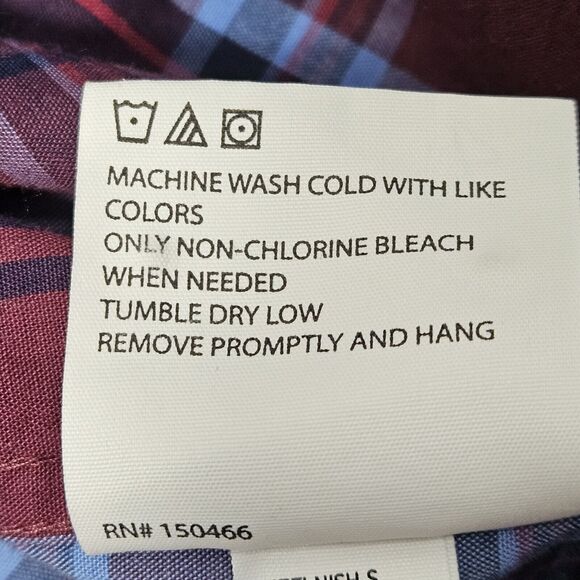 MACHINE WASH COLD WITH LIKE
COLORS
ONLY NON-CHLORINE BLEACH
WHEN NEEDED
TUMBLE DRY LOW
REMOVE PROMPTLY AND HANG
RN# 150466